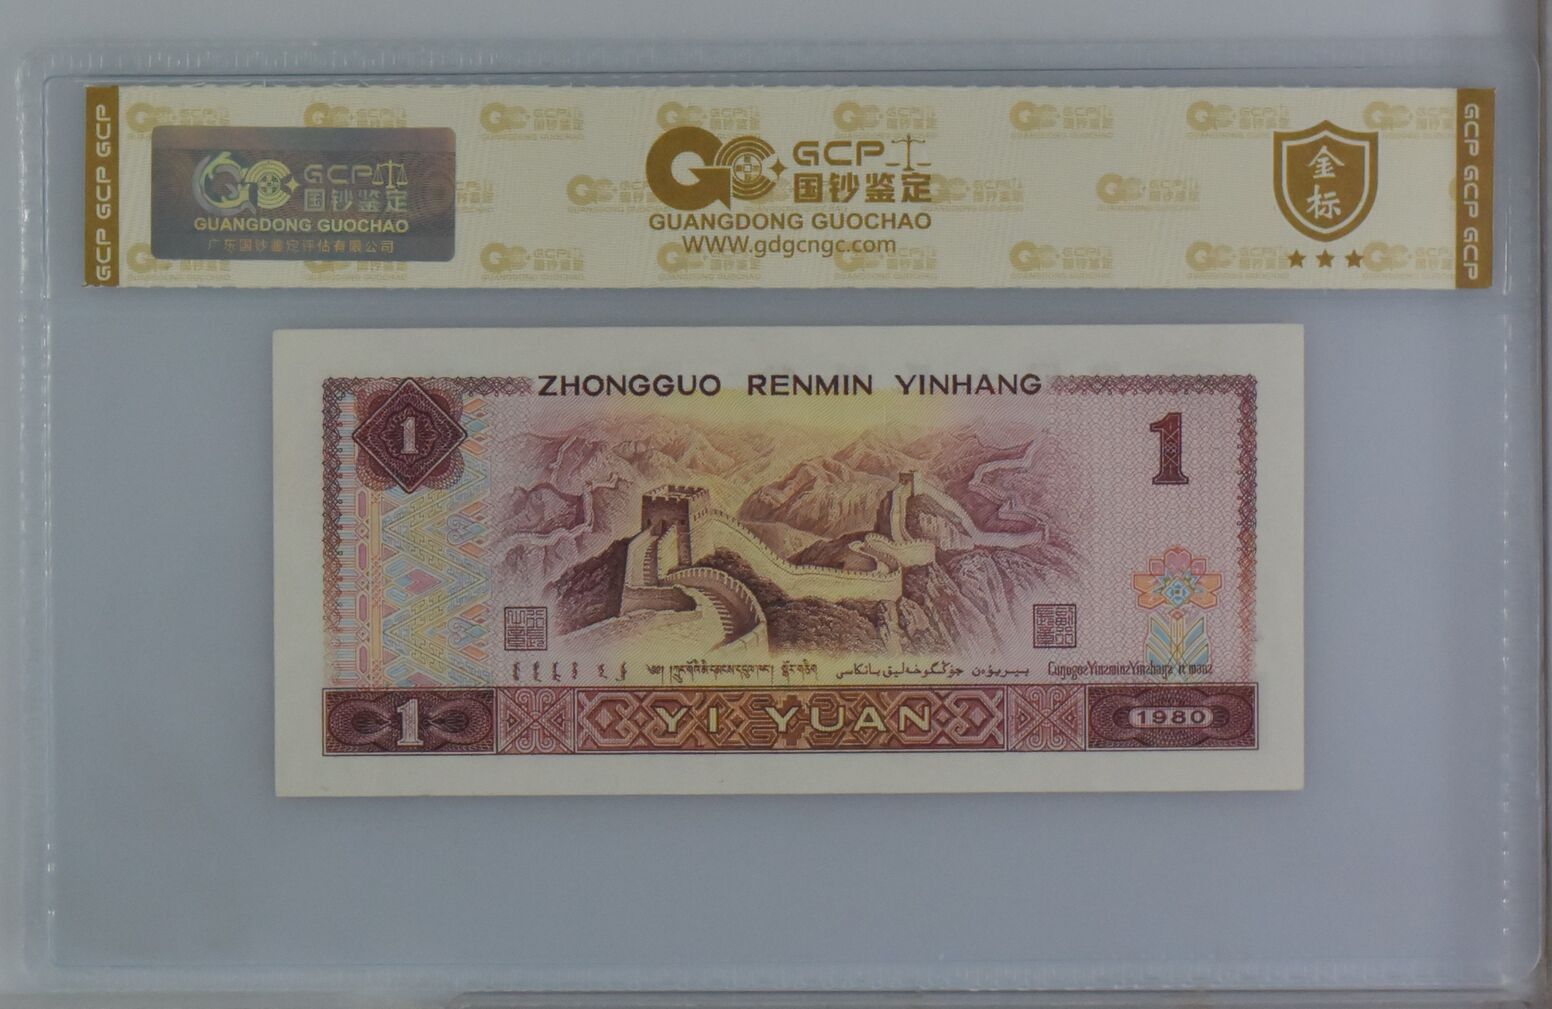 GCP GCP GCP
GCP
国钞鉴定
GUANGDONG GUOCHAO
广东国钞鉴定评估有限公司
GCP
国钞鉴定
GUANGDONG GUOCHAO
WWW.gdgcngc.com
金标
GCP GCP GCP
ZHONGGUO RENMIN YINHANG
1
1
1
YI YUAN
1980